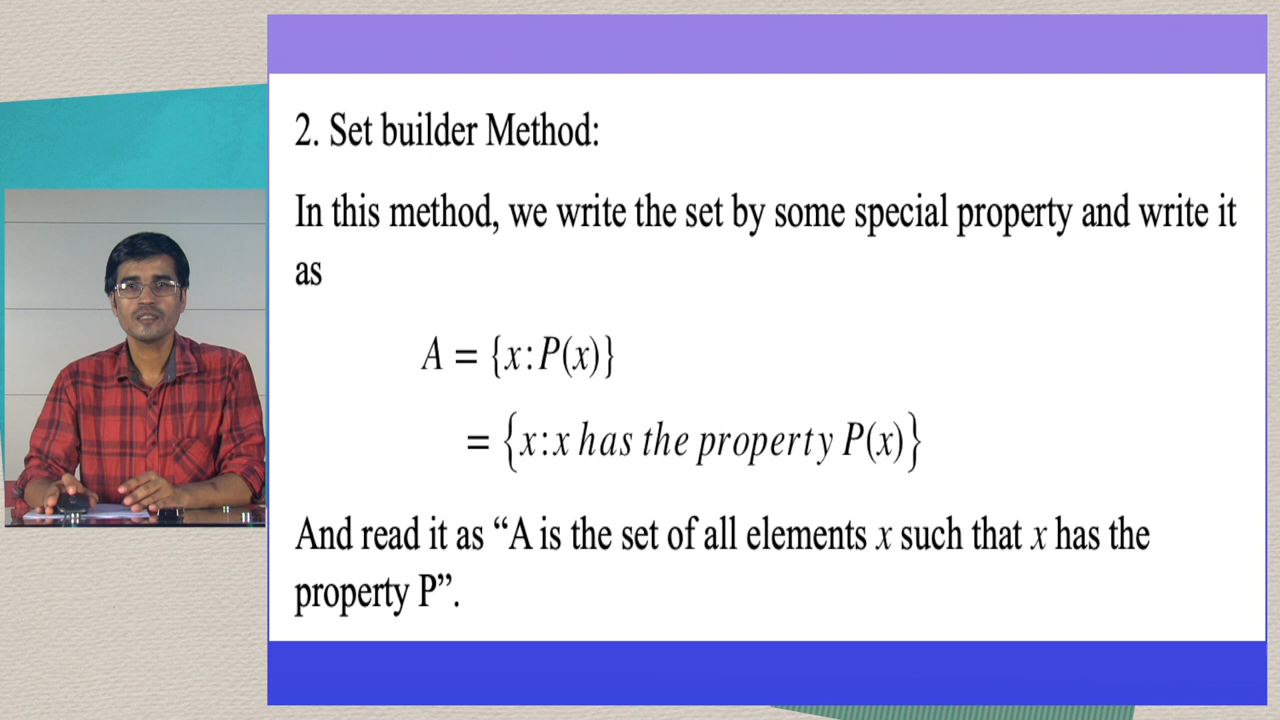 2. Set builder Method:
In this method, we write the set by some special property and write it
as
A = {x:P(x)}
= {x:x has the property P(x)}
And read it as “A is the set of all elements x such that x has the
property P”.